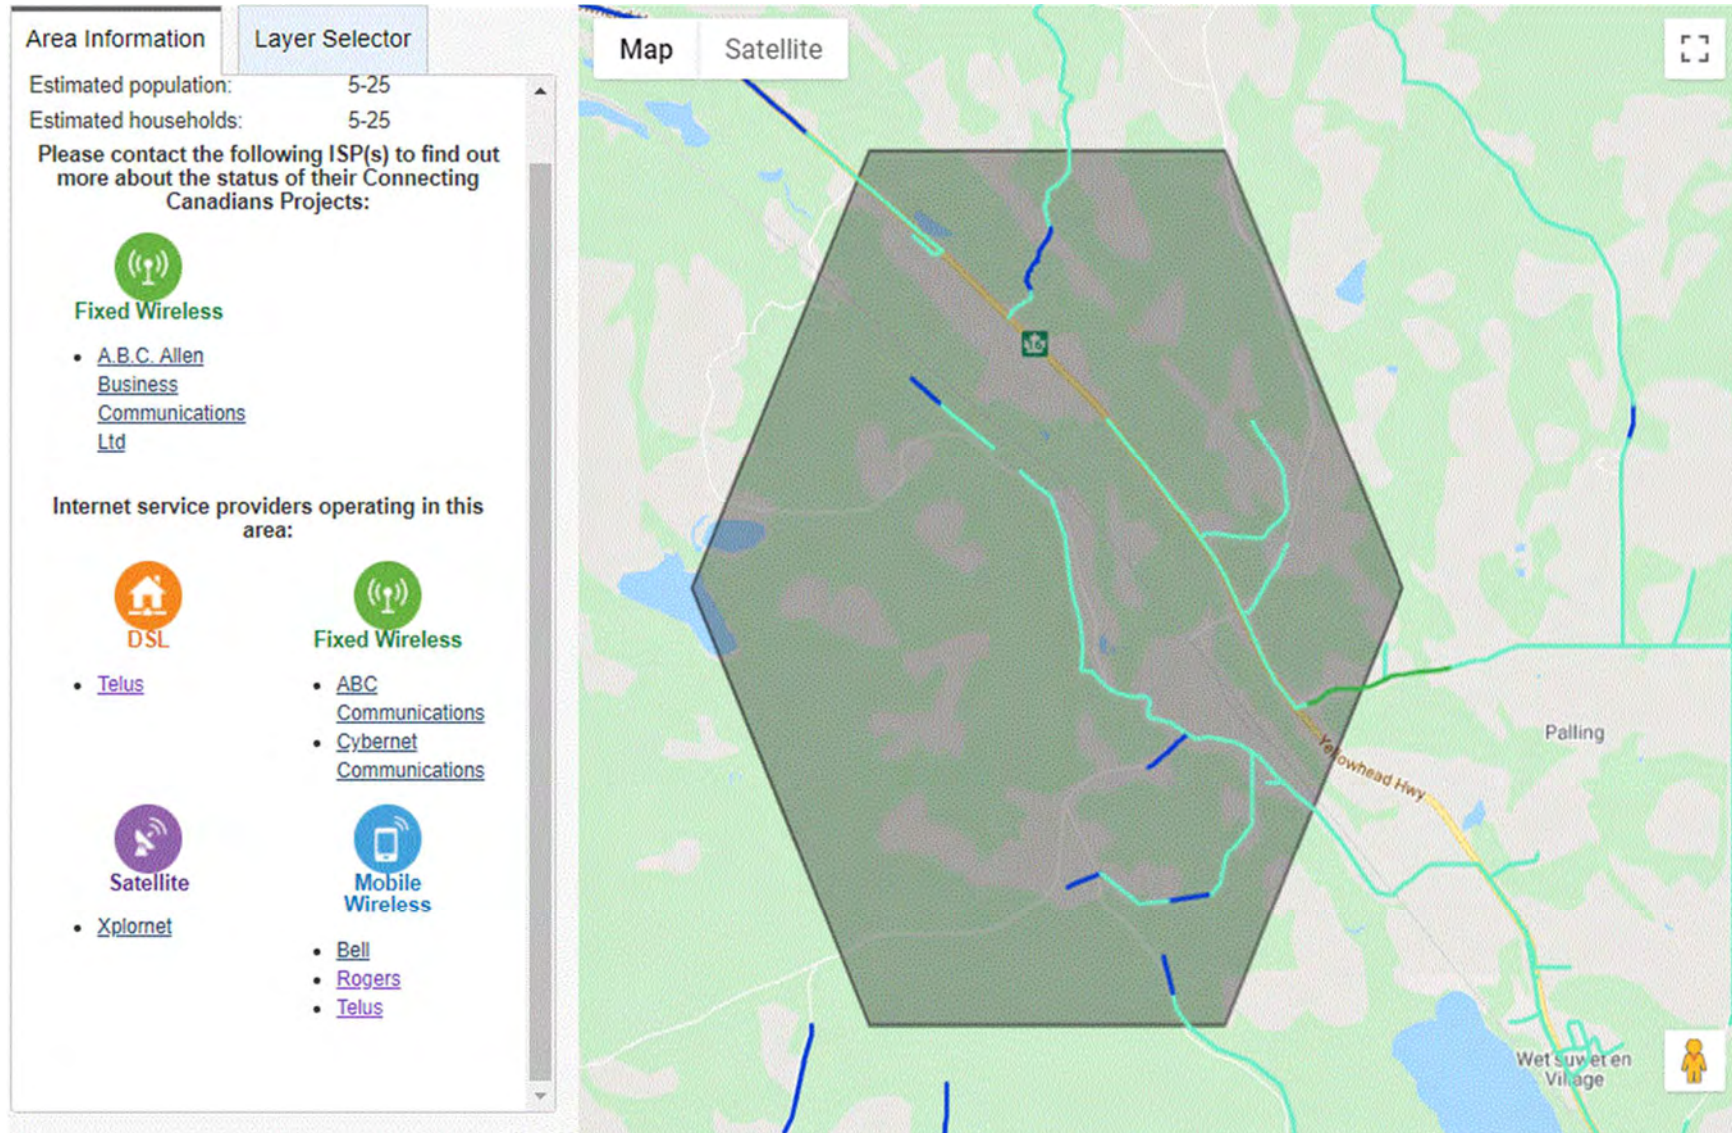 Area Information
Layer Selector
Estimated population: 5-25
Estimated households: 5-25
Please contact the following ISP(s) to find out
more about the status of their Connecting
Canadians Projects:
Fixed Wireless
A.B.C. Allen
Business
Communications
Ltd
Internet service providers operating in this
area:
DSL
Telus
Fixed Wireless
ABC
Communications
Cybernet
Communications
Satellite
Xplornet
Mobile
Wireless
Bell
Rogers
Telus
Map
Satellite
16
Palling
Yellowhead Hwy
Wet'suwet'en
Village